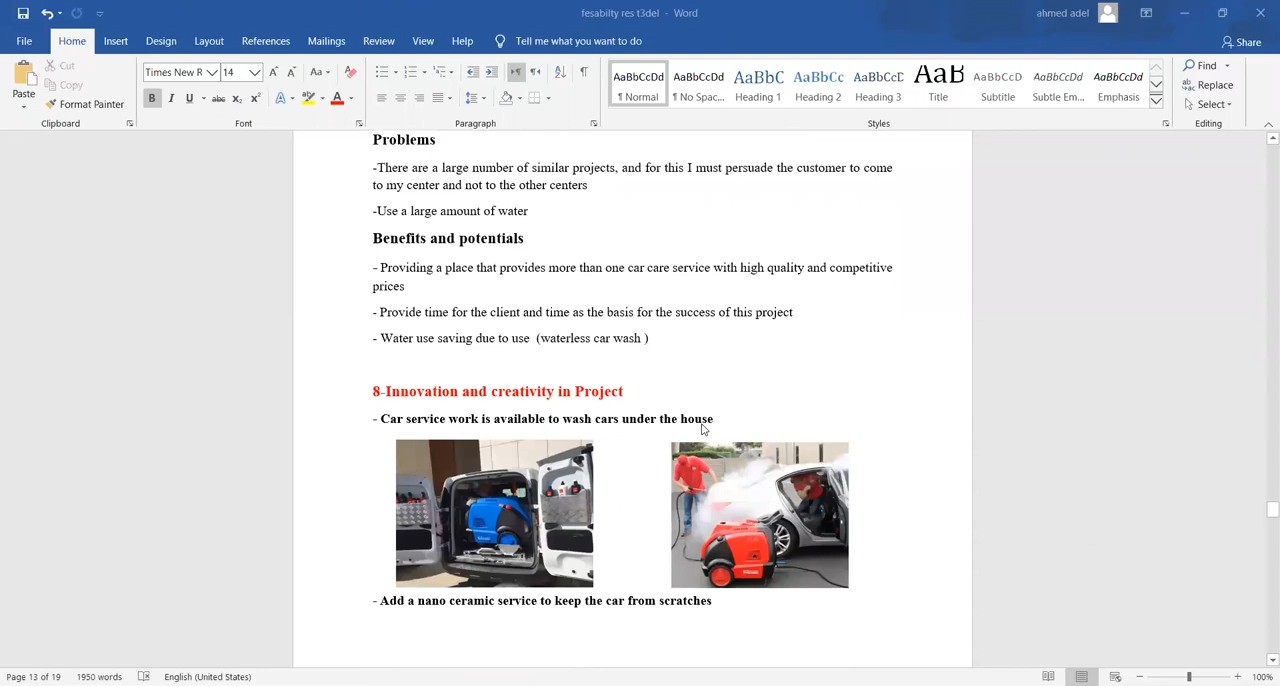 fesabilty res t3del - Word
ahmed adel
File Home Insert Design Layout References Mailings Review View Help Tell me what you want to do Share
Paste
Cut
Copy
Format Painter
Clipboard
Times New R 14
Font
Paragraph
AaBbCcDd AaBbCcDd AaBbC AaBbCc AaBbCcD AaB AaBbCcD AaBbCcDd AaBbCcDd
¶ Normal ¶ No Spac... Heading 1 Heading 2 Heading 3 Title Subtitle Subtle Em... Emphasis
Styles
Find
Replace
Select
Editing
Problems
-There are a large number of similar projects, and for this I must persuade the customer to come
to my center and not to the other centers
-Use a large amount of water
Benefits and potentials
- Providing a place that provides more than one car care service with high quality and competitive
prices
- Provide time for the client and time as the basis for the success of this project
- Water use saving due to use (waterless car wash )
8-Innovation and creativity in Project
- Car service work is available to wash cars under the house
- Add a nano ceramic service to keep the car from scratches
Page 13 of 19 1950 words English (United States) 100%